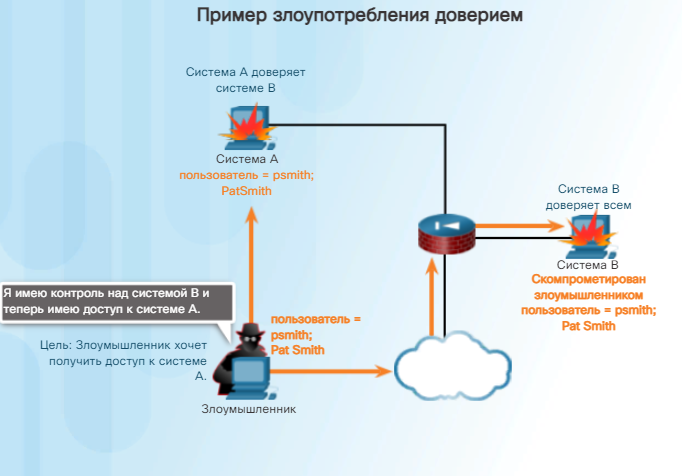 Пример злоупотребления доверием
Система A доверяет
системе B
Система A
пользователь = psmith;
PatSmith
Система B
доверяет всем
Система B
Скомпрометирован
злоумышленником
пользователь = psmith;
Pat Smith
Я имею контроль над системой B и
теперь имею доступ к системе A.
пользователь =
psmith;
Pat Smith
Цель: Злоумышленник хочет
получить доступ к системе
A.
Злоумышленник